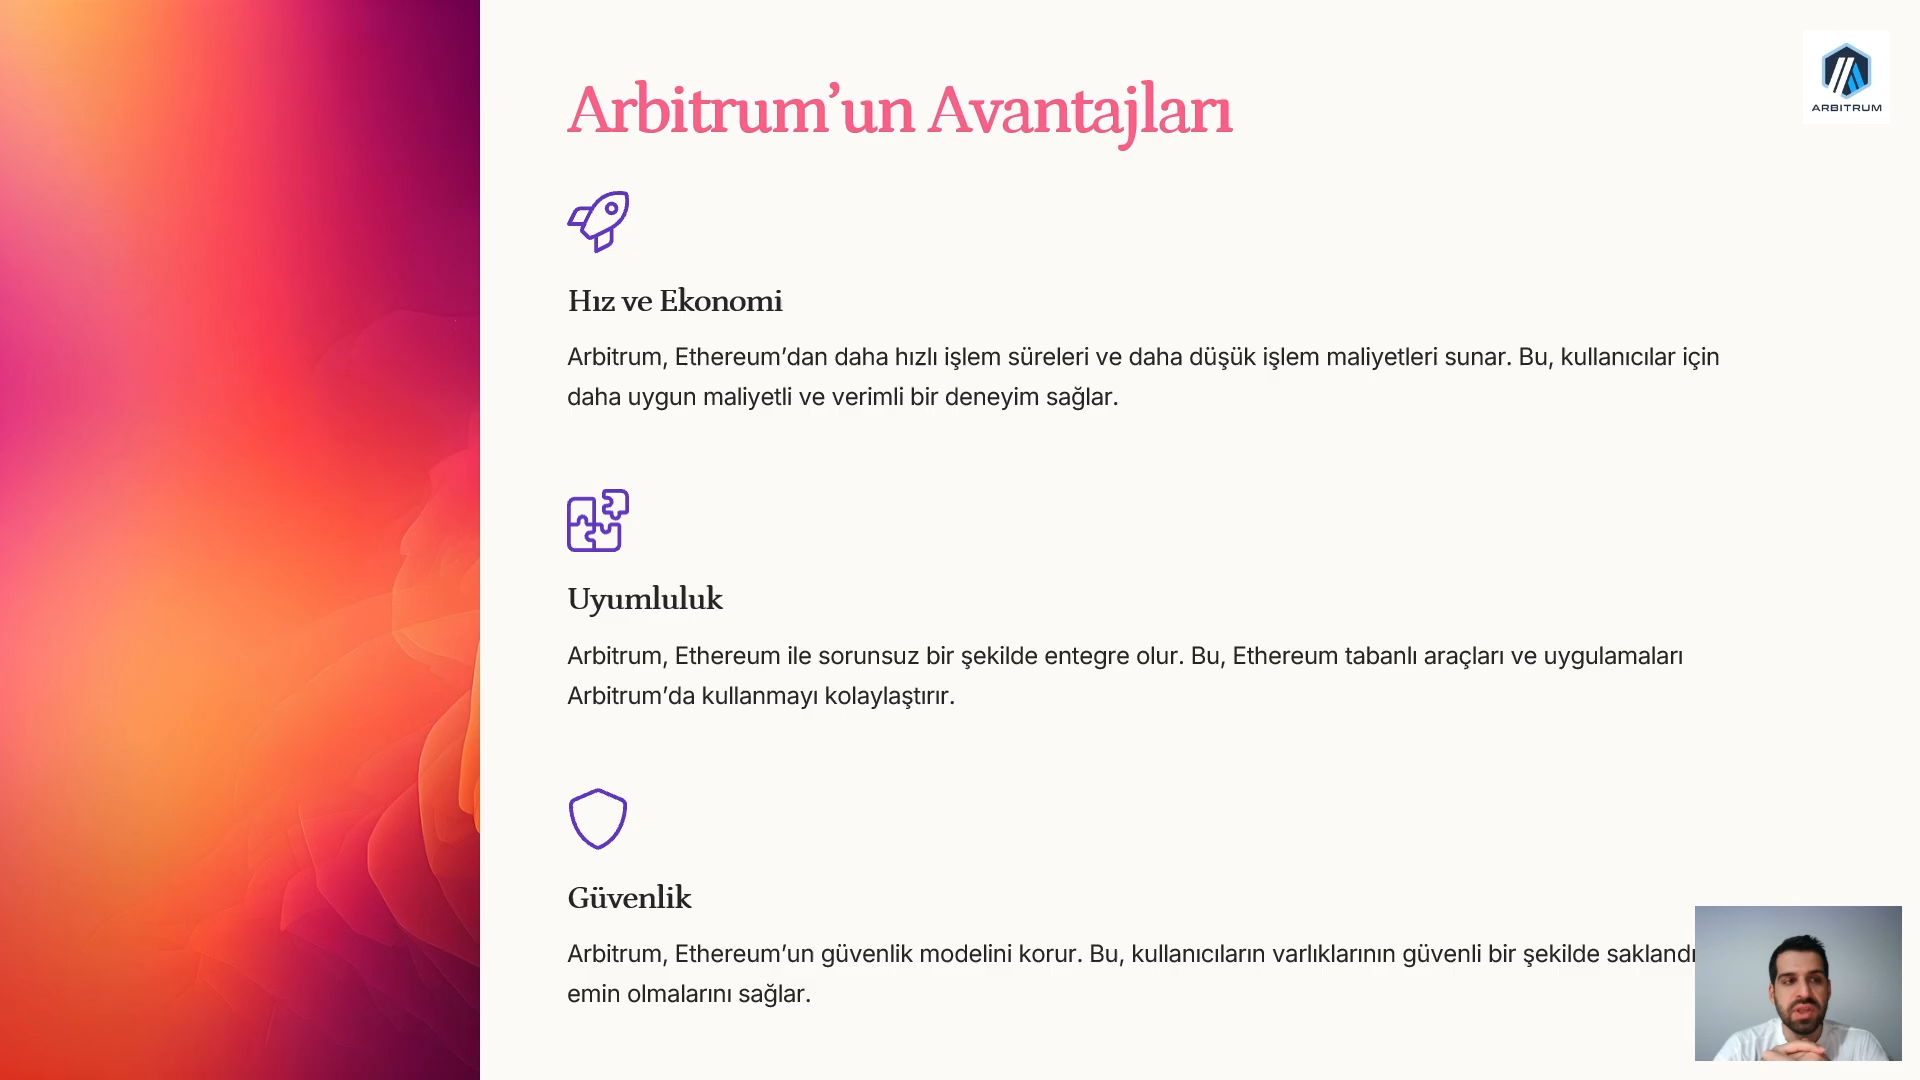 Arbitrum’un Avantajları
ARBITRUM
Hız ve Ekonomi
Arbitrum, Ethereum’dan daha hızlı işlem süreleri ve daha düşük işlem maliyetleri sunar. Bu, kullanıcılar için
daha uygun maliyetli ve verimli bir deneyim sağlar.
Uyumluluk
Arbitrum, Ethereum ile sorunsuz bir şekilde entegre olur. Bu, Ethereum tabanlı araçları ve uygulamaları
Arbitrum’da kullanmayı kolaylaştırır.
Güvenlik
Arbitrum, Ethereum’un güvenlik modelini korur. Bu, kullanıcıların varlıklarının güvenli bir şekilde
emin olmalarını sağlar.